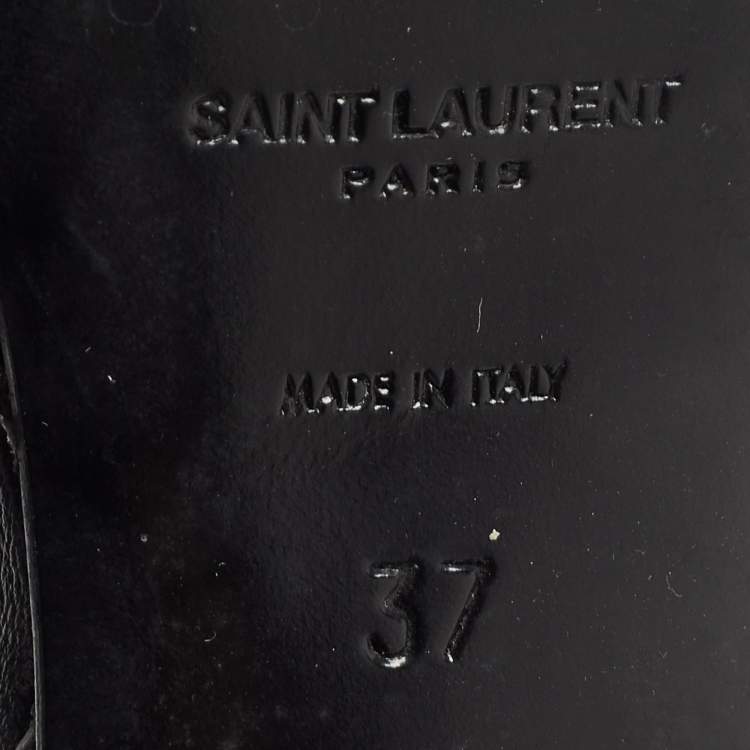 SAINT LAURENT
PARIS
MADE IN ITALY
37